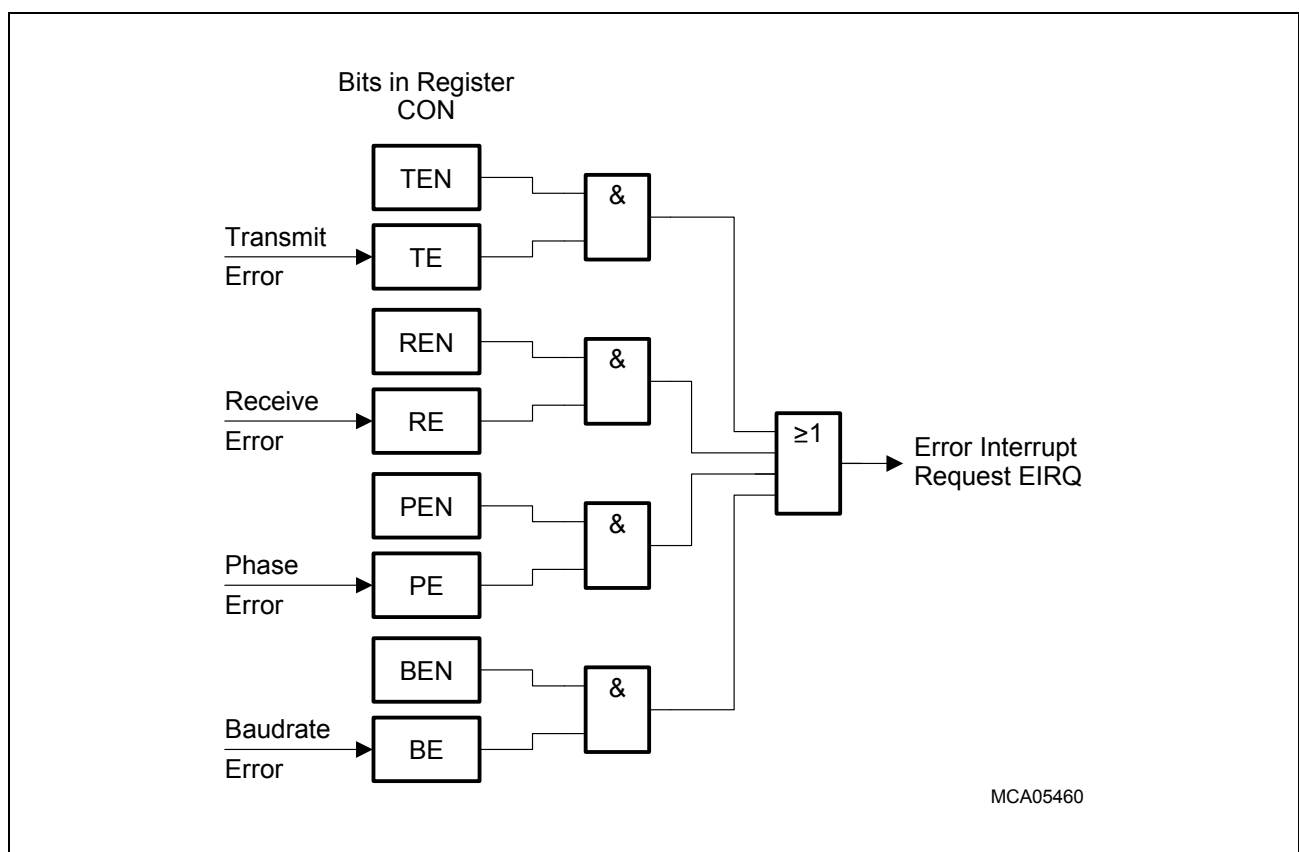 Bits in Register
CON
TEN
&
Transmit
Error
TE
REN
&
Receive
Error
RE
≥1
Error Interrupt
Request EIRQ
PEN
&
Phase
Error
PE
BEN
&
Baudrate
Error
BE
MCA05460